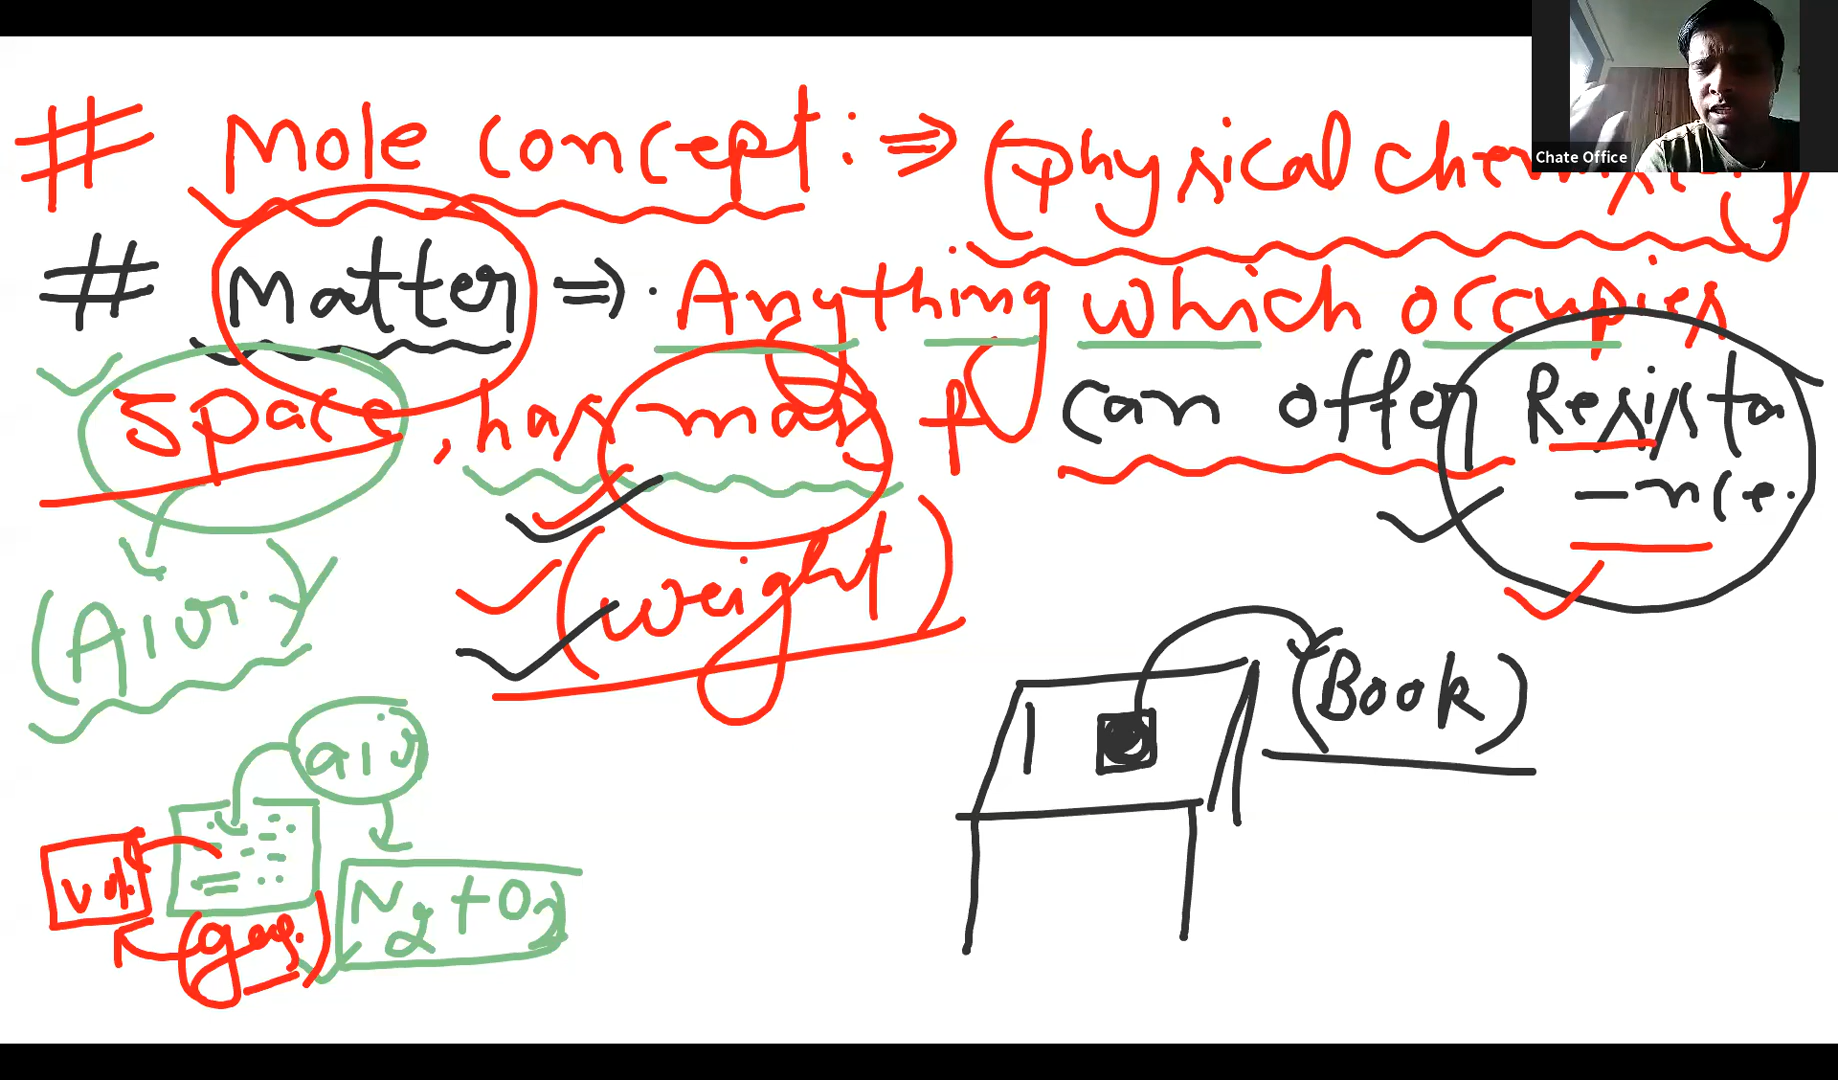 # Mole concept : ⇒ (physical chemistry)
Chate Office
# Matter ⇒ Anything which occupies
space, has mass & can offer Resista
-nce.
(weight)
(Air)
(Book)
air
vol.
(gas)
N2 + O2